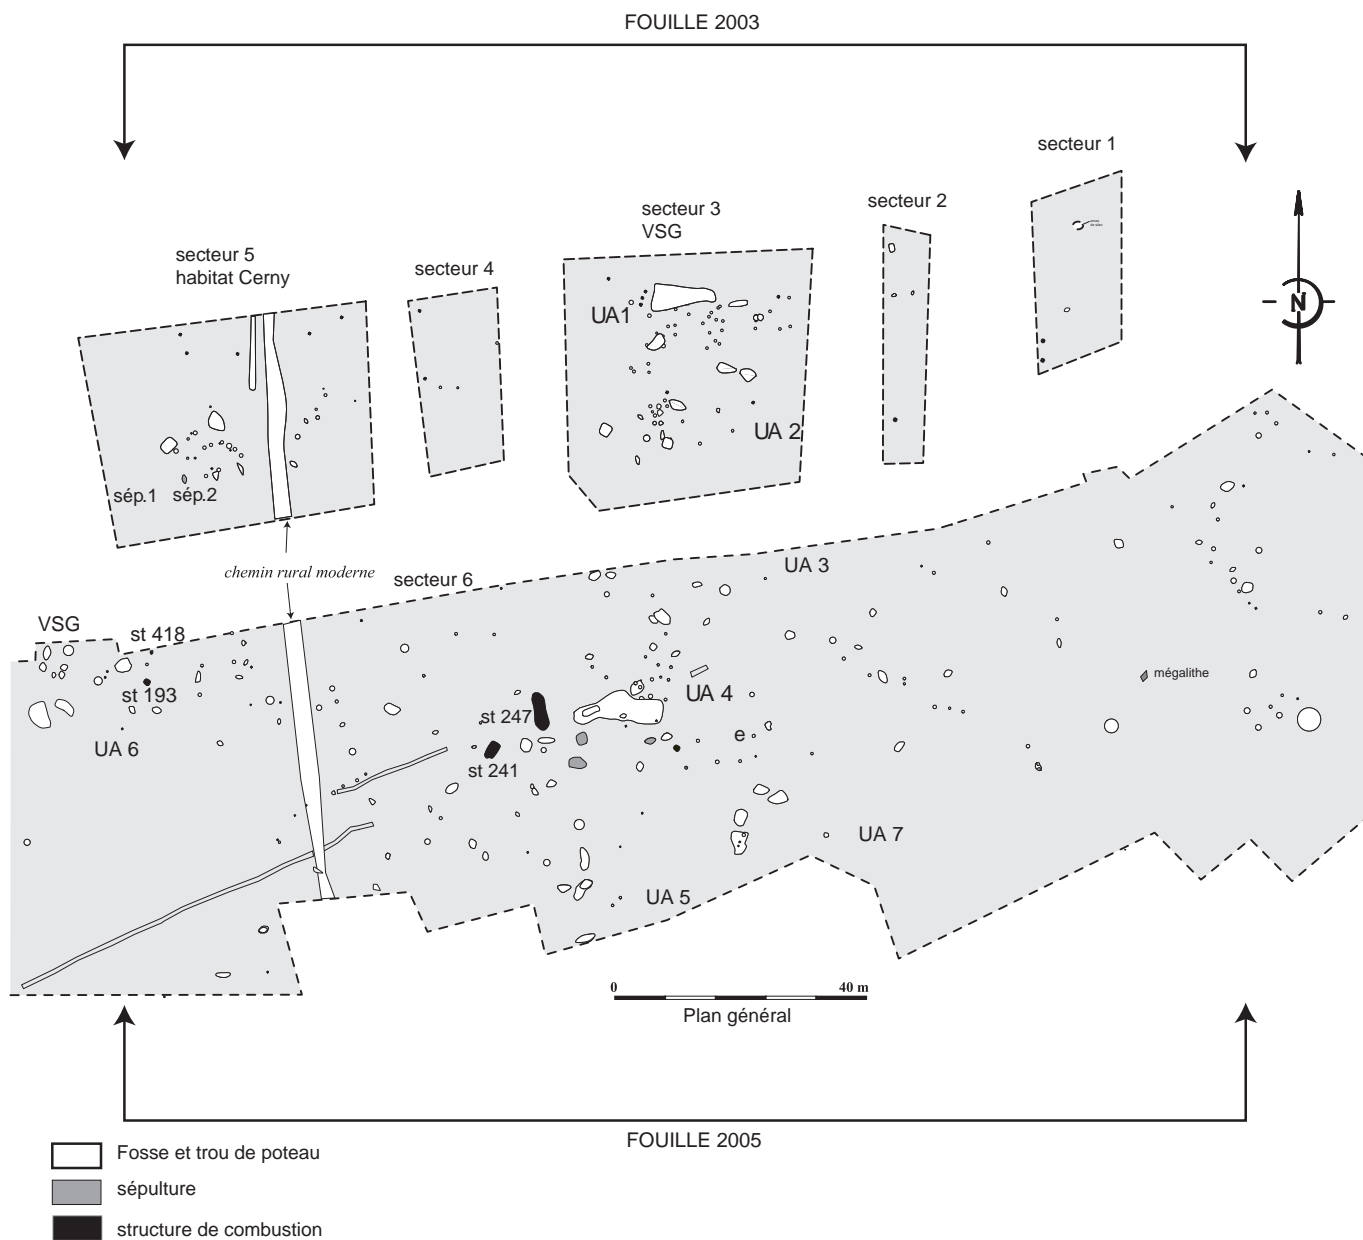 FOUILLE 2003
secteur 1
secteur 2
secteur 3
VSG
secteur 5
habitat Cerny
secteur 4
N
UA1
UA 2
sép.1
sép.2
chemin rural moderne
secteur 6
UA 3
VSG
st 418
st 193
UA 6
mégalithe
UA 4
st 247
e
st 241
UA 7
UA 5
0
40 m
Plan général
FOUILLE 2005
Fosse et trou de poteau
sépulture
structure de combustion